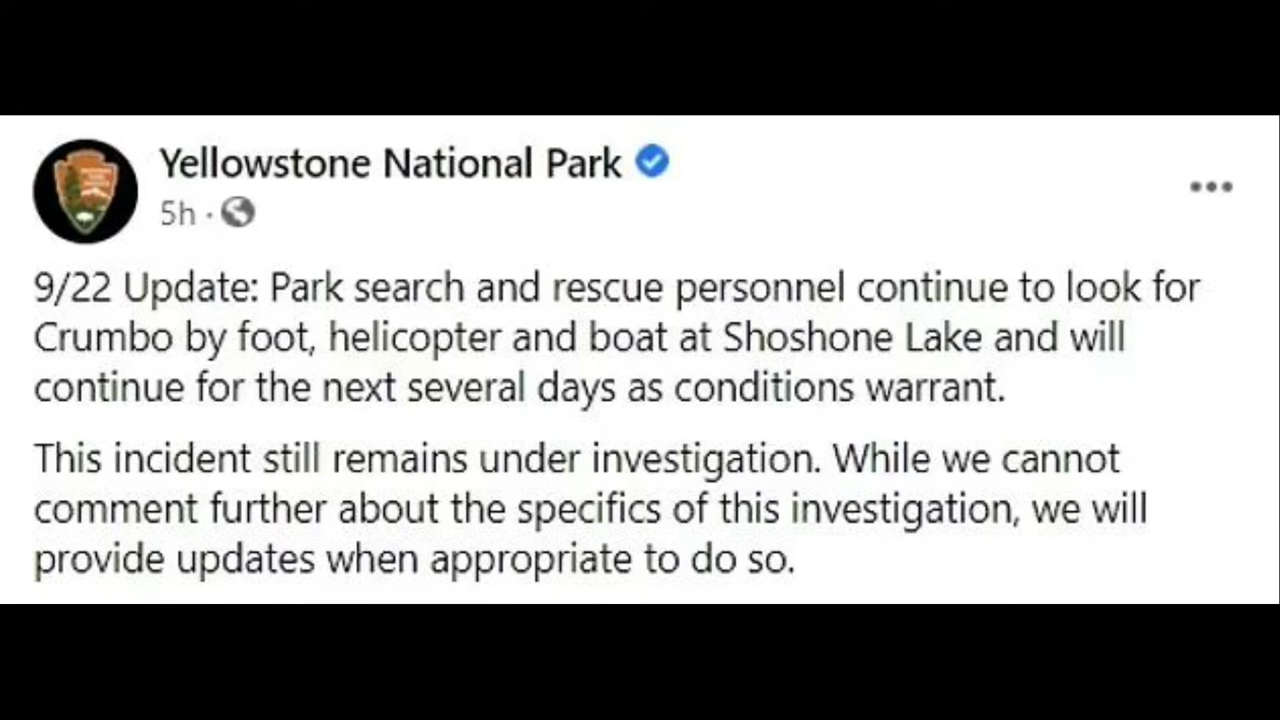 Yellowstone National Park
5h ·
9/22 Update: Park search and rescue personnel continue to look for
Crumbo by foot, helicopter and boat at Shoshone Lake and will
continue for the next several days as conditions warrant.
This incident still remains under investigation. While we cannot
comment further about the specifics of this investigation, we will
provide updates when appropriate to do so.